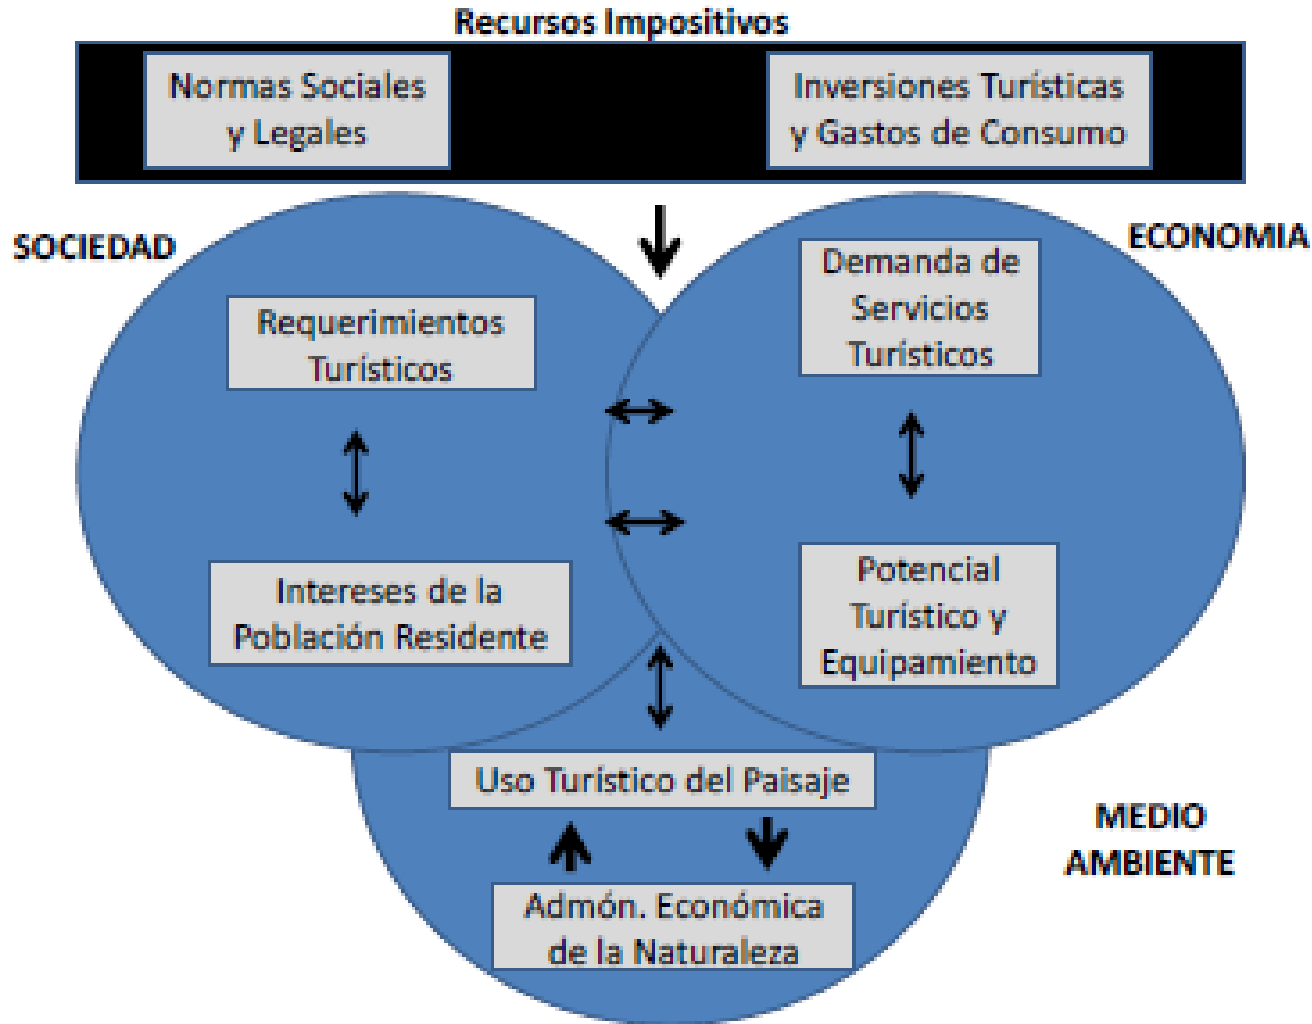 Recursos Impositivos
Normas Sociales
y Legales
Inversiones Turísticas
y Gastos de Consumo
SOCIEDAD
ECONOMIA
Requerimientos
Turísticos
Demanda de
Servicios
Turísticos
Intereses de la
Población Residente
Potencial
Turístico y
Equipamiento
Uso Turístico del Paisaje
MEDIO
AMBIENTE
Admón. Económica
de la Naturaleza